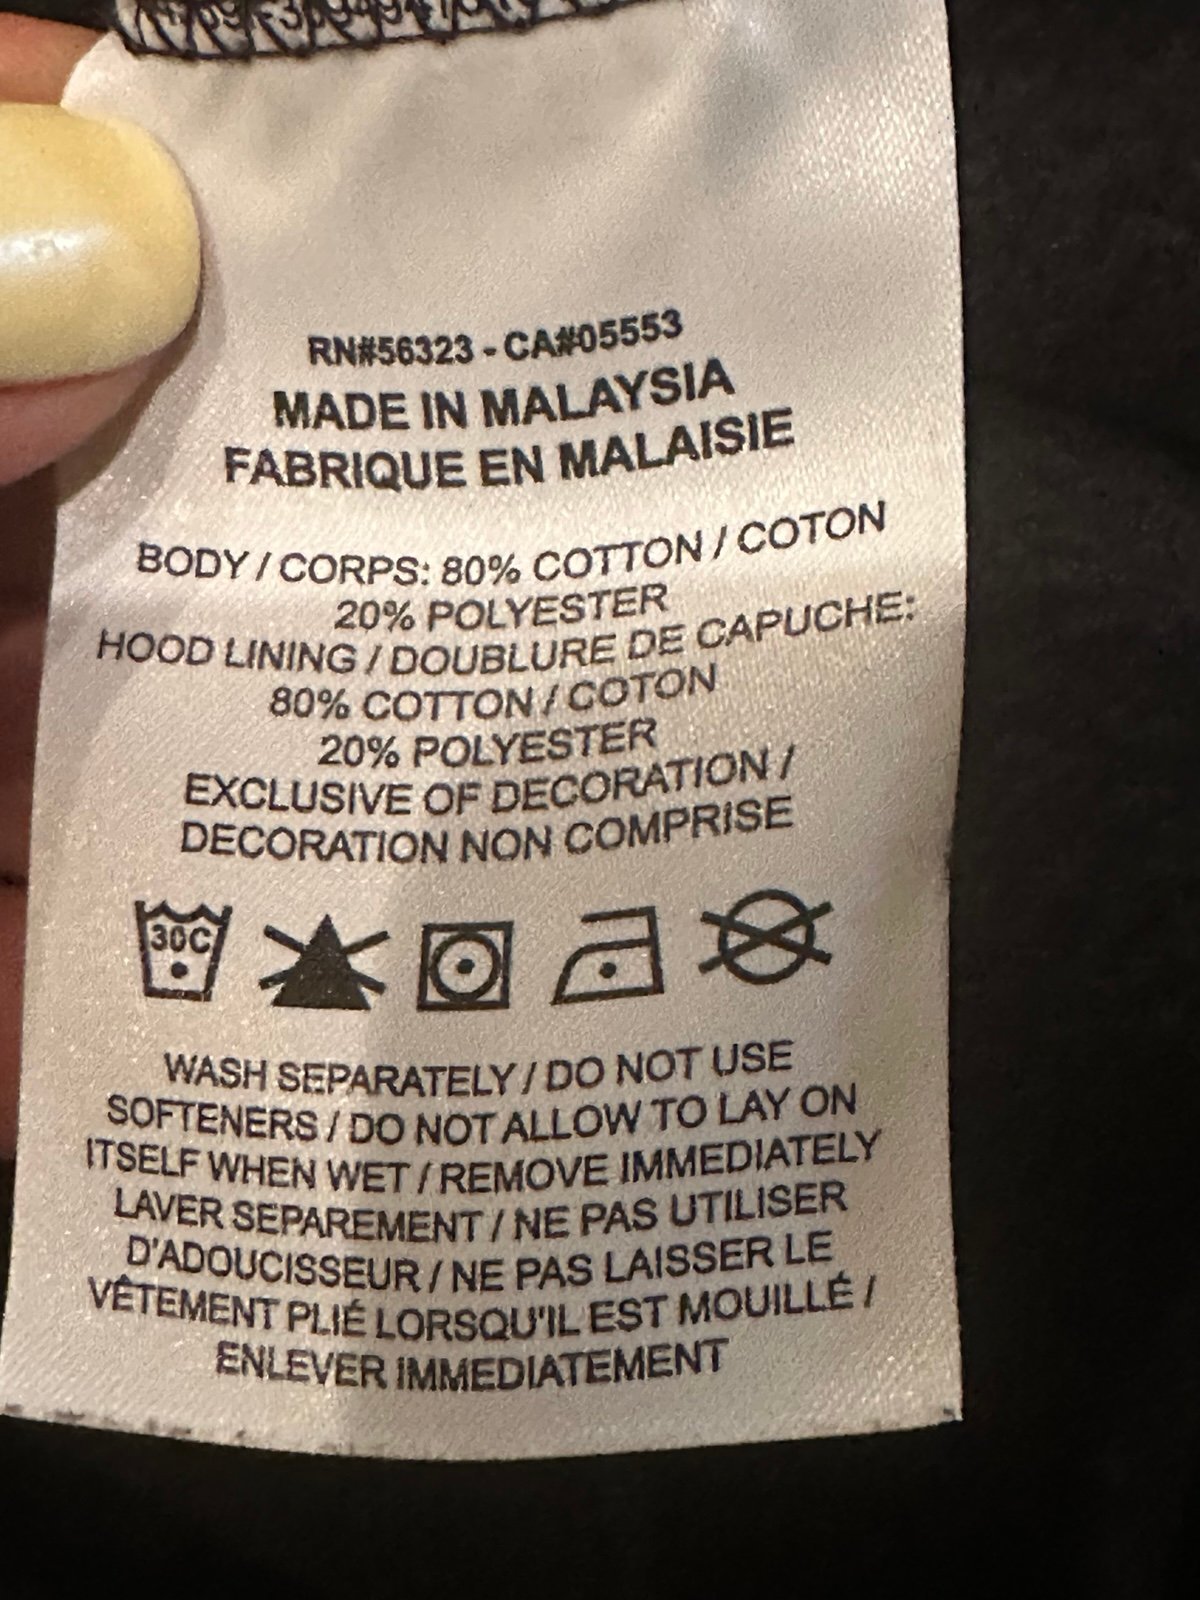 RN#56323 - CA#05553
MADE IN MALAYSIA
FABRIQUE EN MALAISIE
BODY / CORPS: 80% COTTON / COTON
20% POLYESTER
HOOD LINING / DOUBLURE DE CAPUCHE:
80% COTTON / COTON
20% POLYESTER
EXCLUSIVE OF DECORATION /
DECORATION NON COMPRISE
30C
WASH SEPARATELY / DO NOT USE
SOFTENERS / DO NOT ALLOW TO LAY ON
ITSELF WHEN WET / REMOVE IMMEDIATELY
LAVER SEPAREMENT / NE PAS UTILISER
D'ADOUCISSEUR / NE PAS LAISSER LE
VÊTEMENT PLIÉ LORSQU'IL EST MOUILLÉ /
ENLEVER IMMEDIATEMENT